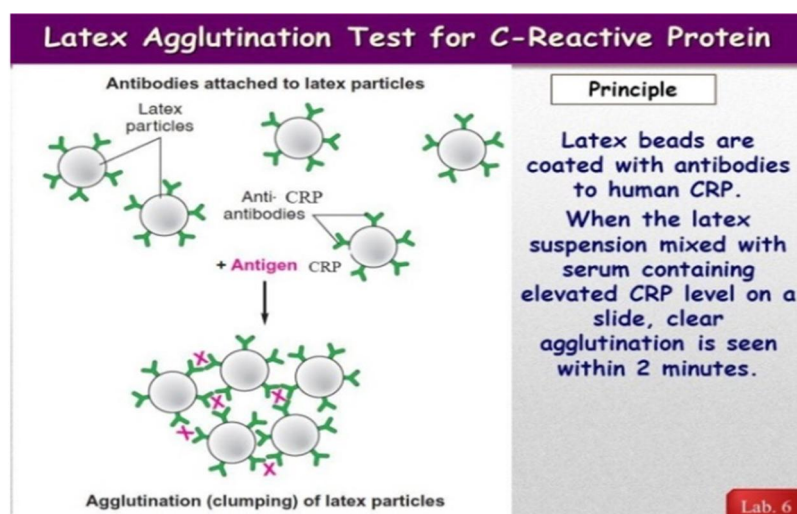 Latex Agglutination Test for C-Reactive Protein
Antibodies attached to latex particles
Latex
particles
Anti- CRP
antibodies
+ Antigen CRP
X
X
X
X
X
Agglutination (clumping) of latex particles
Principle
Latex beads are
coated with antibodies
to human CRP.
When the latex
suspension mixed with
serum containing
elevated CRP level on a
slide, clear
agglutination is seen
within 2 minutes.
Lab. 6